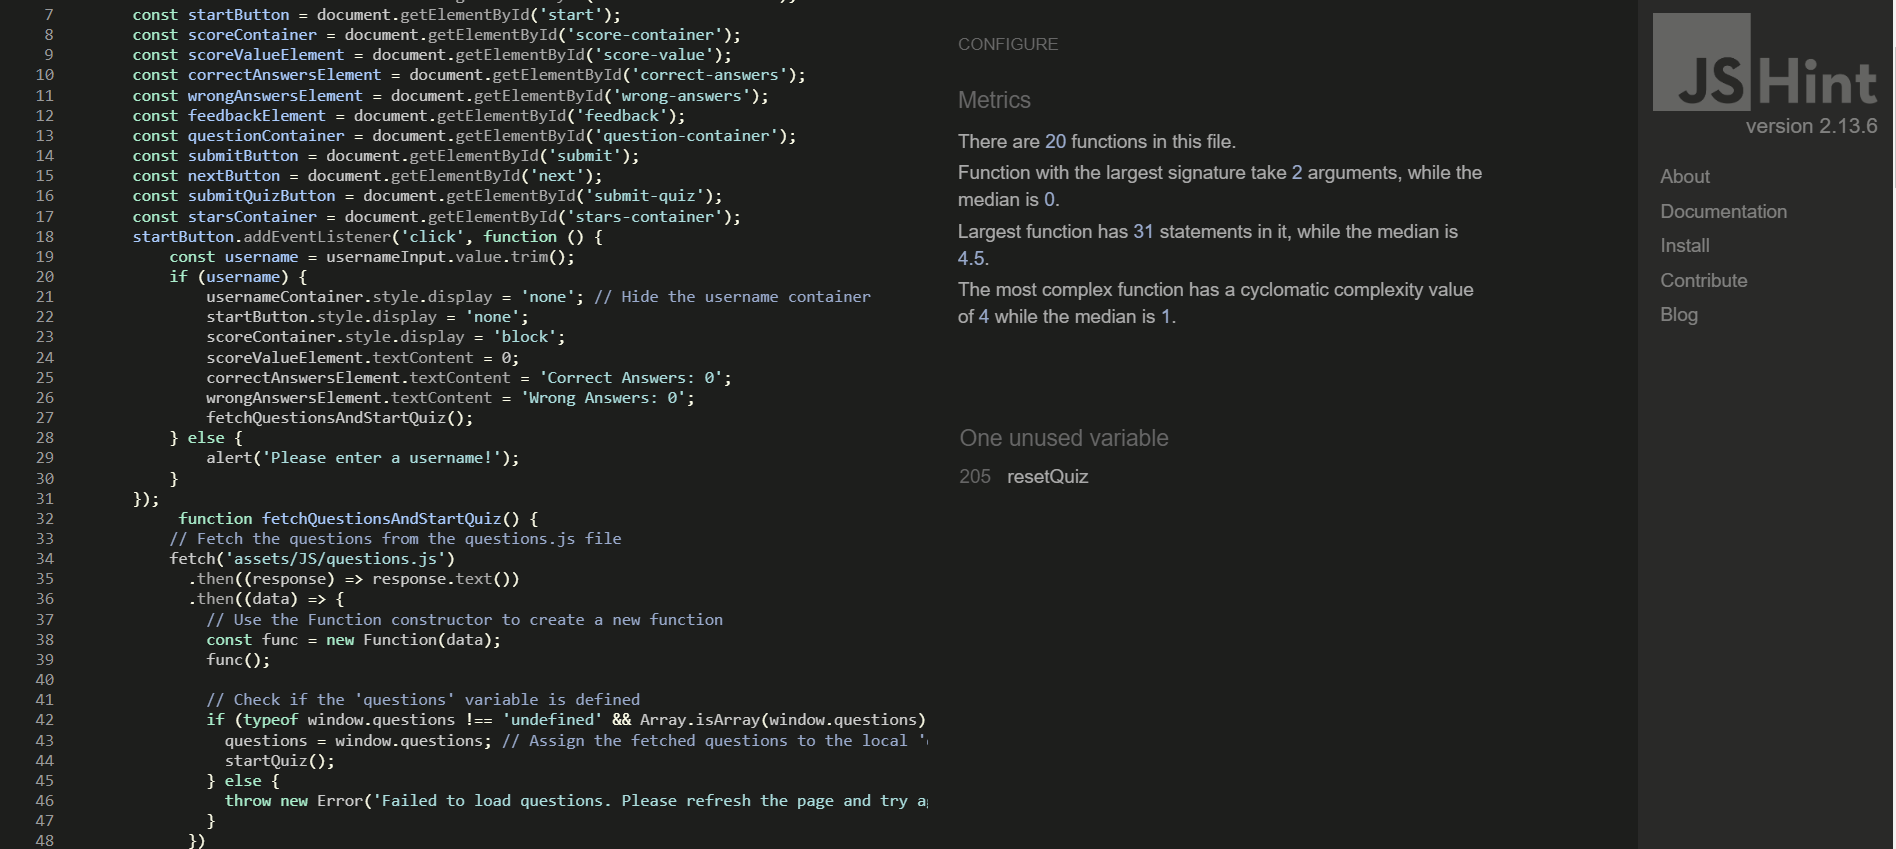 7 const startButton = document.getElementById('start');
8 const scoreContainer = document.getElementById('score-container');
9 const scoreValueElement = document.getElementById('score-value');
10 const correctAnswersElement = document.getElementById('correct-answers');
11 const wrongAnswersElement = document.getElementById('wrong-answers');
12 const feedbackElement = document.getElementById('feedback');
13 const questionContainer = document.getElementById('question-container');
14 const submitButton = document.getElementById('submit');
15 const nextButton = document.getElementById('next');
16 const submitQuizButton = document.getElementById('submit-quiz');
17 const starsContainer = document.getElementById('stars-container');
18 startButton.addEventListener('click', function () {
19 const username = usernameInput.value.trim();
20 if (username) {
21 usernameContainer.style.display = 'none'; // Hide the username container
22 startButton.style.display = 'none';
23 scoreContainer.style.display = 'block';
24 scoreValueElement.textContent = 0;
25 correctAnswersElement.textContent = 'Correct Answers: 0';
26 wrongAnswersElement.textContent = 'Wrong Answers: 0';
27 fetchQuestionsAndStartQuiz();
28 } else {
29 alert('Please enter a username!');
30 }
31 });
32 function fetchQuestionsAndStartQuiz() {
33 // Fetch the questions from the questions.js file
34 fetch('assets/JS/questions.js')
35 .then((response) => response.text())
36 .then((data) => {
37 // Use the Function constructor to create a new function
38 const func = new Function(data);
39 func();
40
41 // Check if the 'questions' variable is defined
42 if (typeof window.questions !== 'undefined' && Array.isArray(window.questions)
43 questions = window.questions; // Assign the fetched questions to the local '
44 startQuiz();
45 } else {
46 throw new Error('Failed to load questions. Please refresh the page and try
47 }
48 })
CONFIGURE
Metrics
There are 20 functions in this file.
Function with the largest signature take 2 arguments, while the
median is 0.
Largest function has 31 statements in it, while the median is
4.5.
The most complex function has a cyclomatic complexity value
of 4 while the median is 1.
One unused variable
205 resetQuiz
JSHint
version 2.13.6
About
Documentation
Install
Contribute
Blog